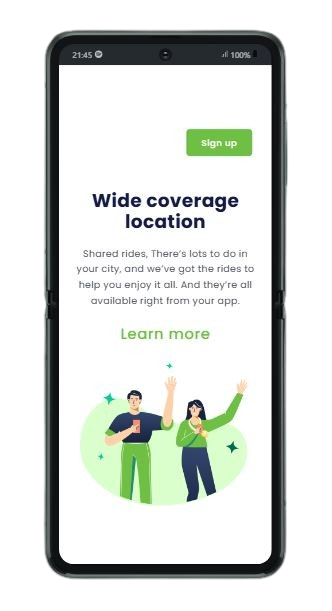 21:45
100%
Sign up
Wide coverage
location
Shared rides, There's lots to do in
your city, and we've got the rides to
help you enjoy it all. And they're all
available right from your app.
Learn more